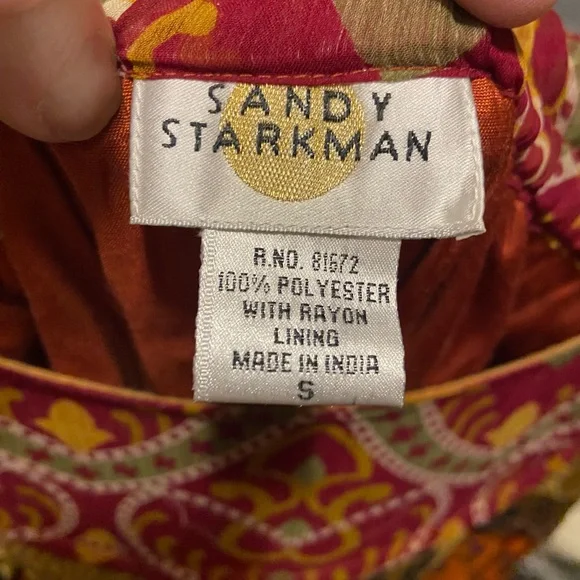 SANDY
STARKMAN
R.NO. 81672
100% POLYESTER
WITH RAYON
LINING
MADE IN INDIA
S